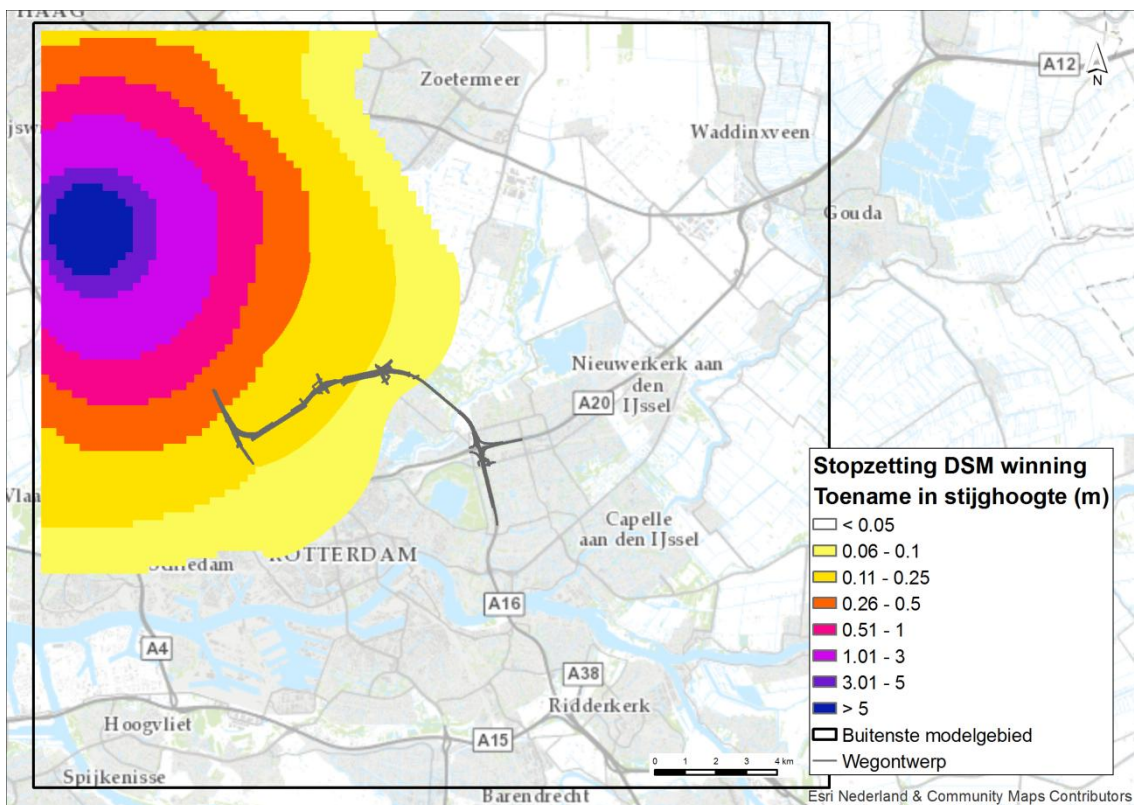 HAAG
A12
N
Zoetermeer
Waddinxveen
Gouda
Nieuwerkerk aan
den
IJssel
A20
Capelle
aan den IJssel
ROTTERDAM
Schiedam
A16
A4
A38
Ridderkerk
Hoogvliet
A15
Spijkenisse
Barendrecht
0 1 2 3 4 km
Stopzetting DSM winning
Toename in stijghoogte (m)
< 0.05
0.06 - 0.1
0.11 - 0.25
0.26 - 0.5
0.51 - 1
1.01 - 3
3.01 - 5
> 5
Buitenste modelgebied
Wegontwerp
Esri Nederland & Community Maps Contributors